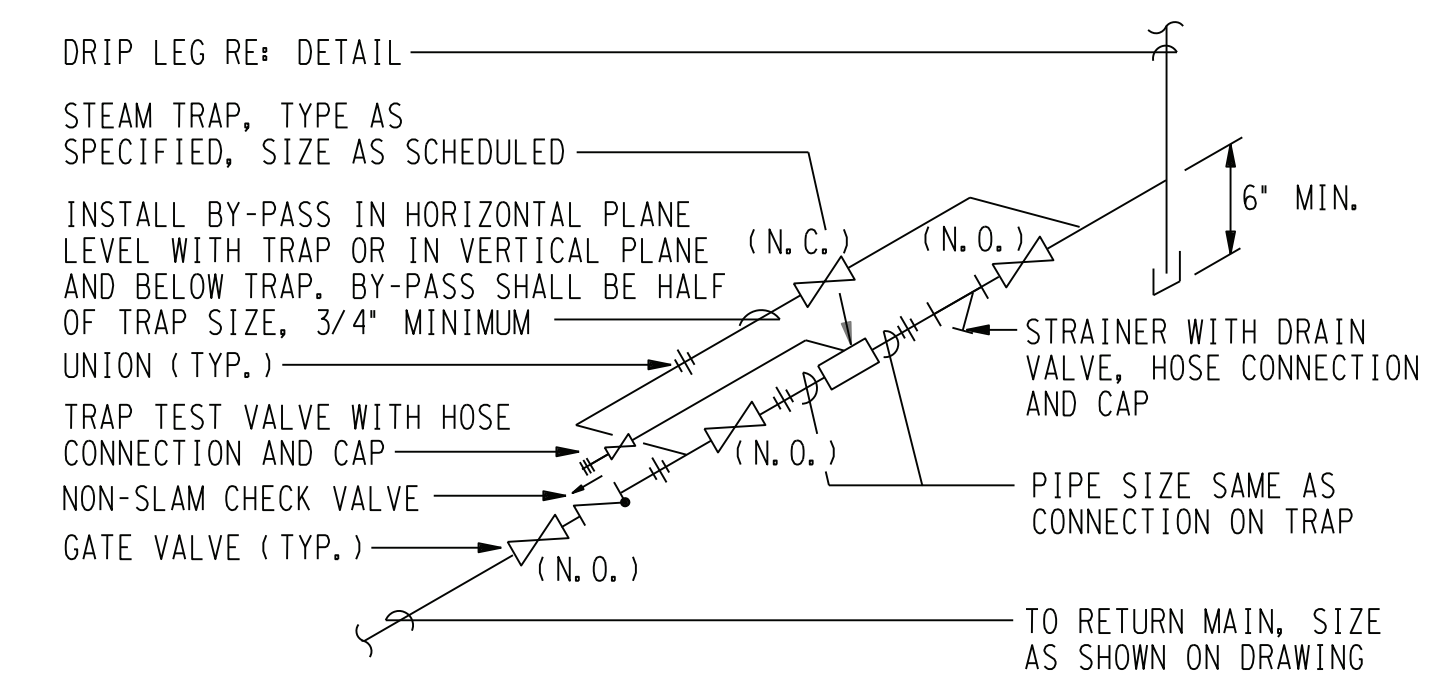 DRIP LEG RE: DETAIL
STEAM TRAP, TYPE AS
SPECIFIED, SIZE AS SCHEDULED
INSTALL BY-PASS IN HORIZONTAL PLANE
LEVEL WITH TRAP OR IN VERTICAL PLANE
AND BELOW TRAP. BY-PASS SHALL BE HALF
OF TRAP SIZE, 3/4" MINIMUM
UNION (TYP.)
TRAP TEST VALVE WITH HOSE
CONNECTION AND CAP
NON-SLAM CHECK VALVE
GATE VALVE (TYP.)
(N.C.)
(N.O.)
6" MIN.
STRAINER WITH DRAIN
VALVE, HOSE CONNECTION
AND CAP
(N.O.)
PIPE SIZE SAME AS
CONNECTION ON TRAP
(N.O.)
TO RETURN MAIN, SIZE
AS SHOWN ON DRAWING